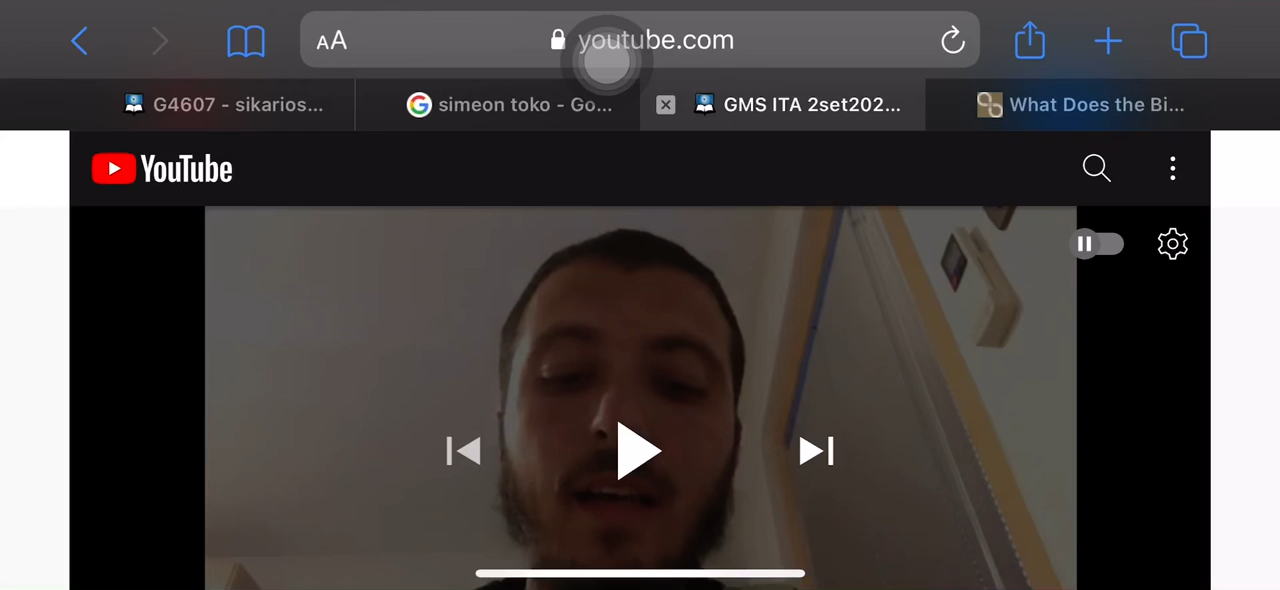 AA youtube.com
G4607 - sikarios... simeon toko - Go... GMS ITA 2set202... What Does the Bi...
YouTube